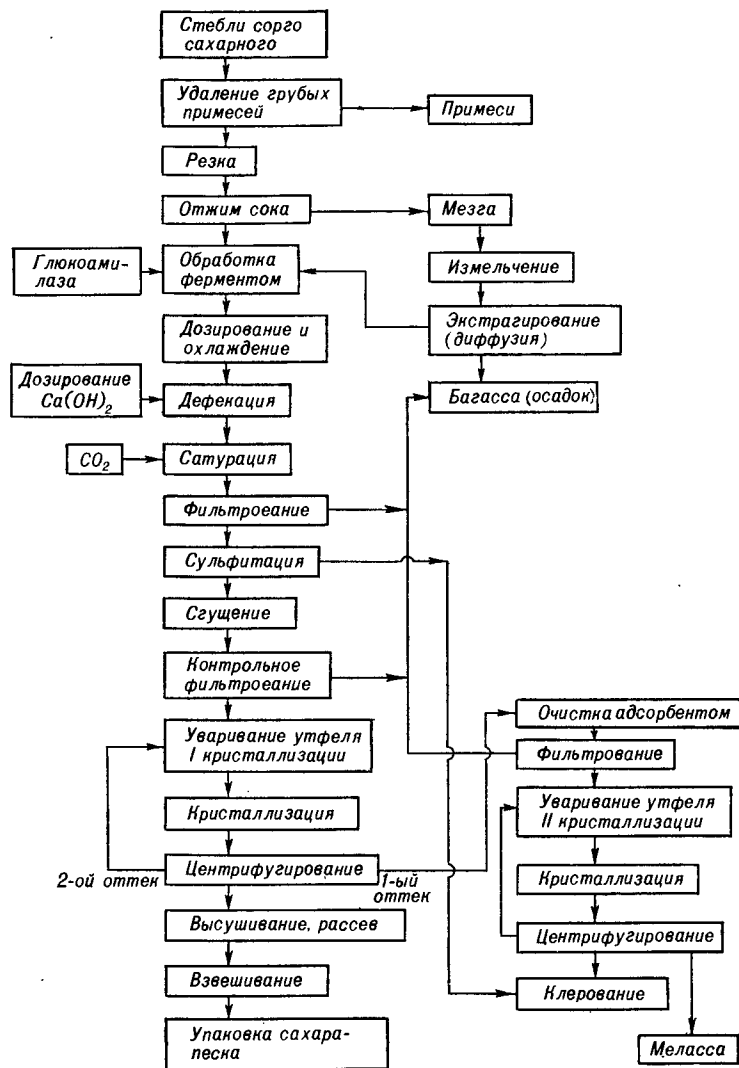 Стебли сорго
сахарного
Удаление грубых
примесей
Примеси
Резка
Отжим сока
Мезга
Глюкоами-
лаза
Обработка
ферментом
Измельчение
Дозирование и
охлаждение
Экстрагирование
(диффузия)
Дозирование
Ca(OH)2
Дефекация
Багасса (осадок)
CO2
Сатурация
Фильтроеание
Сульфитация
Сгущение
Контрольное
фильтроеание
Очистка адсорбентом
Уваривание утфеля
I кристаллизации
Фильтрование
Уваривание утфеля
II кристаллизации
Кристаллизация
2-ой оттек
Центрифугирование
1-ый
оттек
Кристаллизация
Высушивание, рассев
Центрифугирование
Взвешивание
Клерование
Упаковка сахара-
песка
Меласса